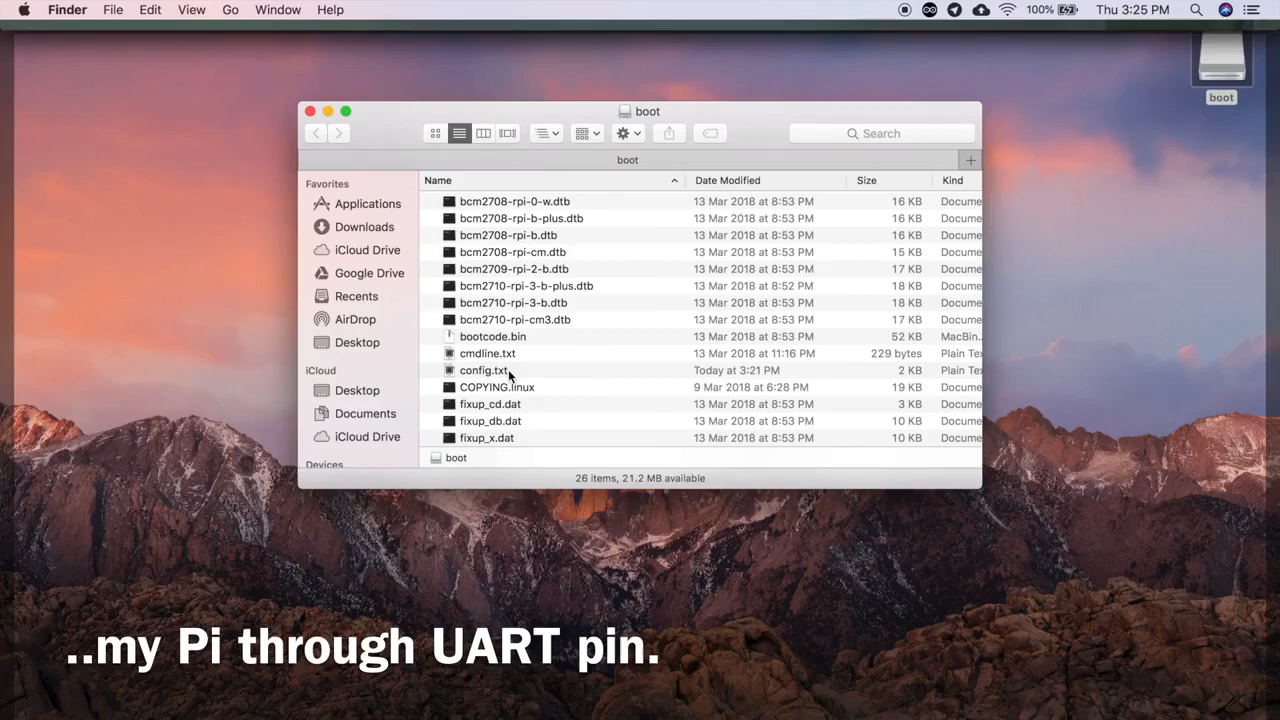 Finder File Edit View Go Window Help 100% Thu 3:25 PM
boot
boot
Search
boot
Favorites
Applications
Downloads
iCloud Drive
Google Drive
Recents
AirDrop
Desktop
iCloud
Desktop
Documents
iCloud Drive
Devices
Name Date Modified Size Kind
bcm2708-rpi-0-w.dtb 13 Mar 2018 at 8:53 PM 16 KB Docume
bcm2708-rpi-b-plus.dtb 13 Mar 2018 at 8:53 PM 16 KB Docume
bcm2708-rpi-b.dtb 13 Mar 2018 at 8:53 PM 16 KB Docume
bcm2708-rpi-cm.dtb 13 Mar 2018 at 8:53 PM 15 KB Docume
bcm2709-rpi-2-b.dtb 13 Mar 2018 at 8:53 PM 17 KB Docume
bcm2710-rpi-3-b-plus.dtb 13 Mar 2018 at 8:52 PM 18 KB Docume
bcm2710-rpi-3-b.dtb 13 Mar 2018 at 8:53 PM 18 KB Docume
bcm2710-rpi-cm3.dtb 13 Mar 2018 at 8:53 PM 17 KB Docume
bootcode.bin 13 Mar 2018 at 8:53 PM 52 KB MacBin..
cmdline.txt 13 Mar 2018 at 11:16 PM 229 bytes Plain Te
config.txt Today at 3:21 PM 2 KB Plain Te
COPYING.linux 9 Mar 2018 at 6:28 PM 19 KB Docume
fixup_cd.dat 13 Mar 2018 at 8:53 PM 3 KB Docume
fixup_db.dat 13 Mar 2018 at 8:53 PM 10 KB Docume
fixup_x.dat 13 Mar 2018 at 8:53 PM 10 KB Docume
boot
26 items, 21.2 MB available
..my Pi through UART pin.